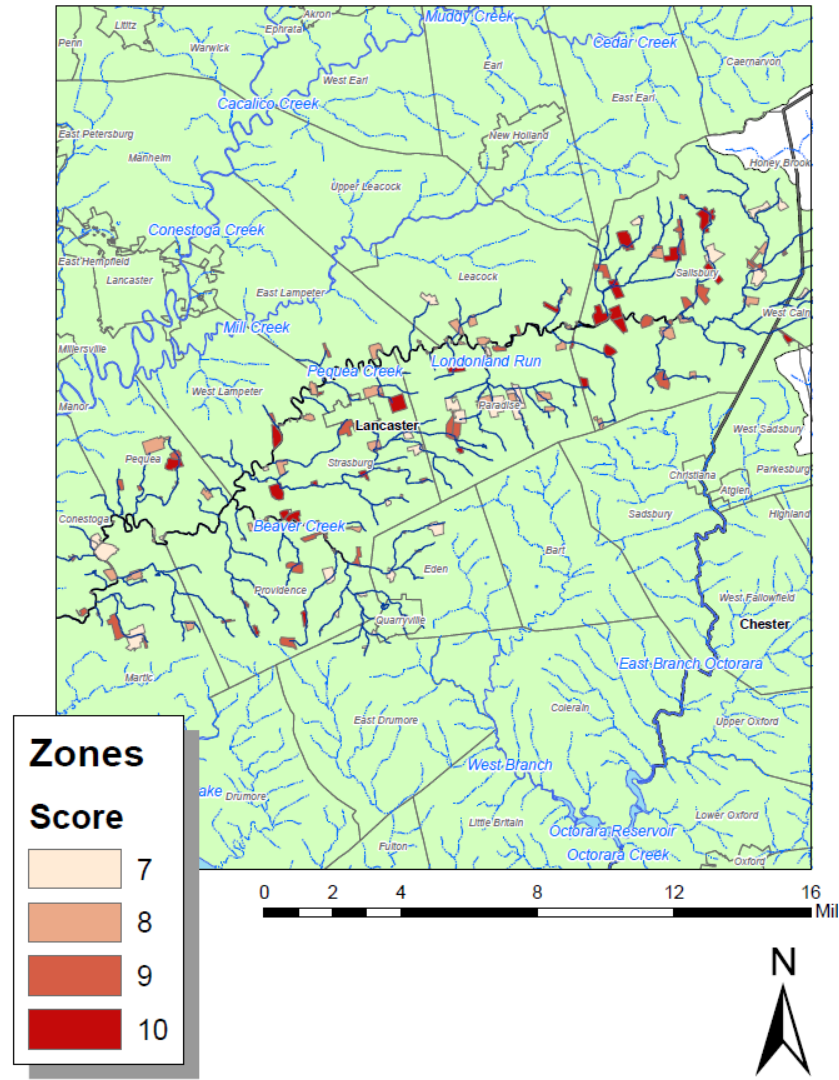 Akron
Muddy Creek
Lititz
Ephrata
Penn
Warwick
Cedar Creek
Earl
Caernarvon
West Earl
East Earl
Cacalico Creek
East Petersburg
New Holland
Manheim
Honey Brook
Upper Leacock
Conestoga Creek
East Hempfield
Lancaster
Leacock
Salisbury
East Lampeter
West Caln
Mill Creek
Millersville
Londonland Run
Pequea Creek
West Lampeter
Manor
Paradise
Lancaster
West Sadsbury
Pequea
Strasburg
Christiana
Parkesburg
Atglen
Conestoga
Sadsbury
Highland
Beaver Creek
Bart
Eden
Providence
West Fallowfield
Quarryville
Chester
East Branch Octorara
Martic
Colerain
East Drumore
Upper Oxford
West Branch
ake
Drumore
Little Britain
Lower Oxford
Octorara Reservoir
Fulton
Octorara Creek
Oxford
Zones
Score
7
8
9
10
0 2 4 8 12 16
Mil
N